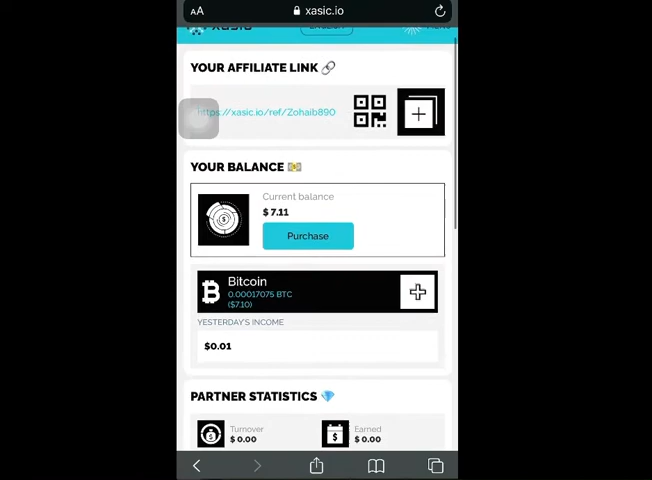 AA
xasic.io
YOUR AFFILIATE LINK
https://xasic.io/ref/Zohaib890
YOUR BALANCE
Current balance
$ 7.11
Purchase
Bitcoin
0.00017075 BTC
($7.10)
YESTERDAY'S INCOME
$0.01
PARTNER STATISTICS
Turnover
$ 0.00
Earned
$ 0.00